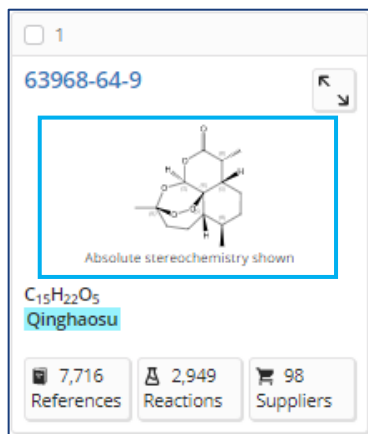 1
63968-64-9
O
O
H
O
H
O
O
H
Absolute stereochemistry shown
C₁₅H₂₂O₅
Qinghaosu
7,716
References
2,949
Reactions
98
Suppliers